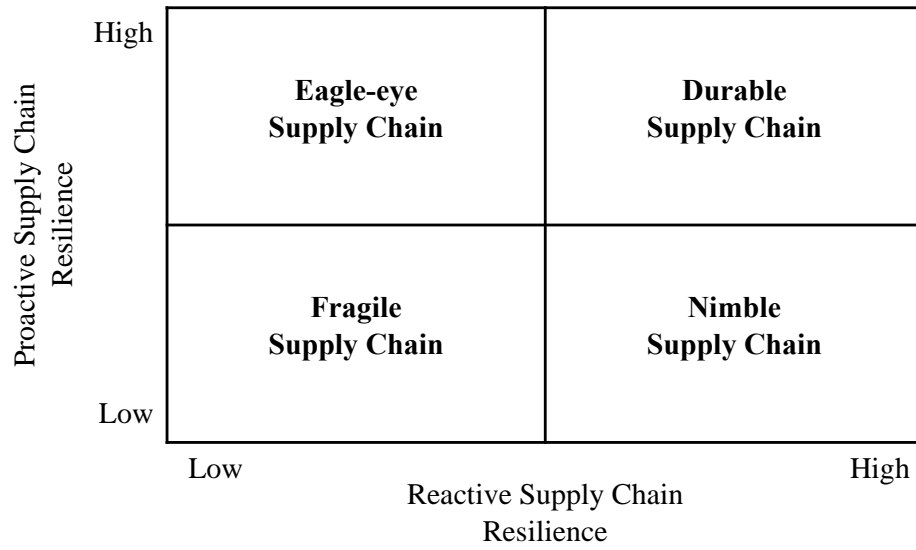 High
Eagle-eye
Supply Chain
Durable
Supply Chain
Proactive Supply Chain
Resilience
Fragile
Supply Chain
Nimble
Supply Chain
Low
Low
High
Reactive Supply Chain
Resilience